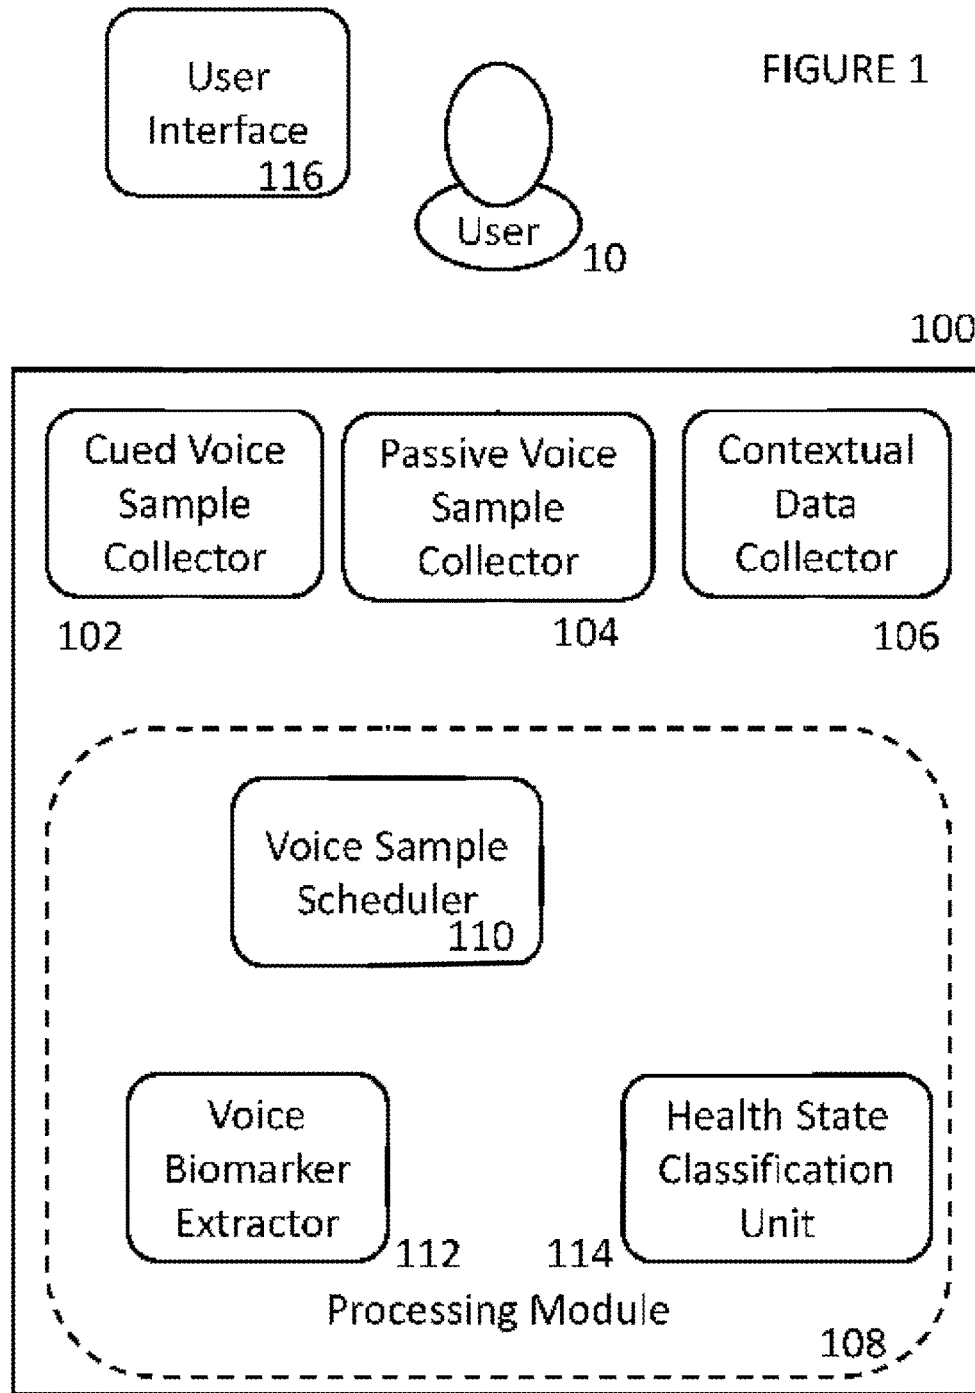 User
Interface
116
FIGURE 1
User
10
100
Cued Voice
Sample
Collector
102
Passive Voice
Sample
Collector
104
Contextual
Data
Collector
106
Voice Sample
Scheduler
110
Voice
Biomarker
Extractor
112
Health State
Classification
Unit
114
Processing Module
108